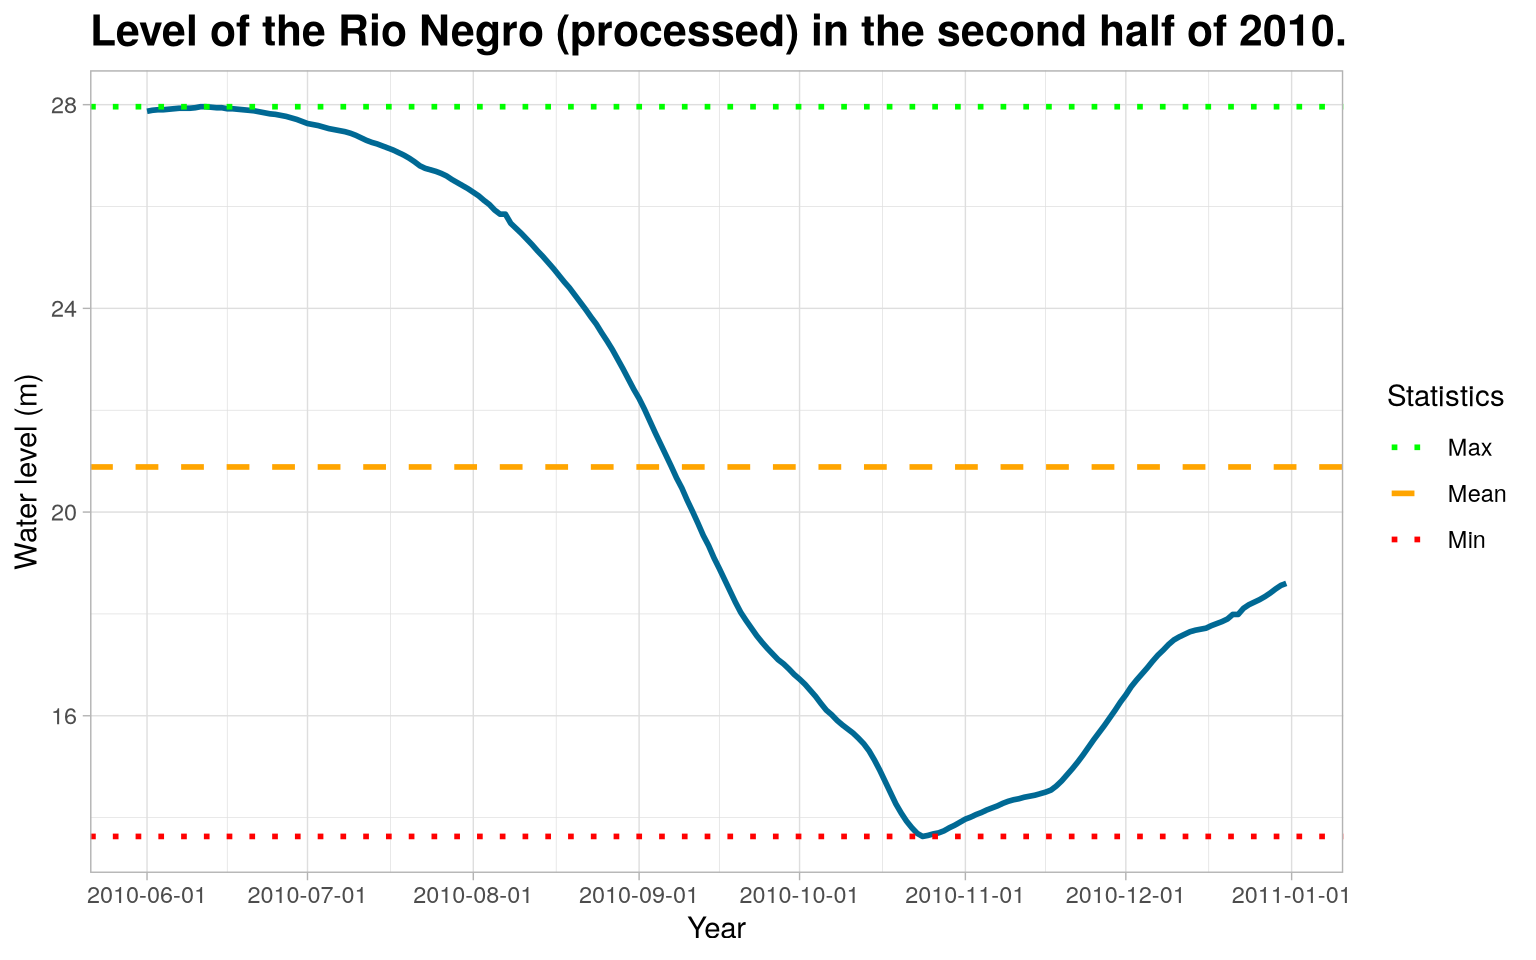 Level of the Rio Negro (processed) in the second half of 2010.
Water level (m)
28
24
20
16
2010-06-01 2010-07-01 2010-08-01 2010-09-01 2010-10-01 2010-11-01 2010-12-01 2011-01-01
Year
Statistics
Max
Mean
Min